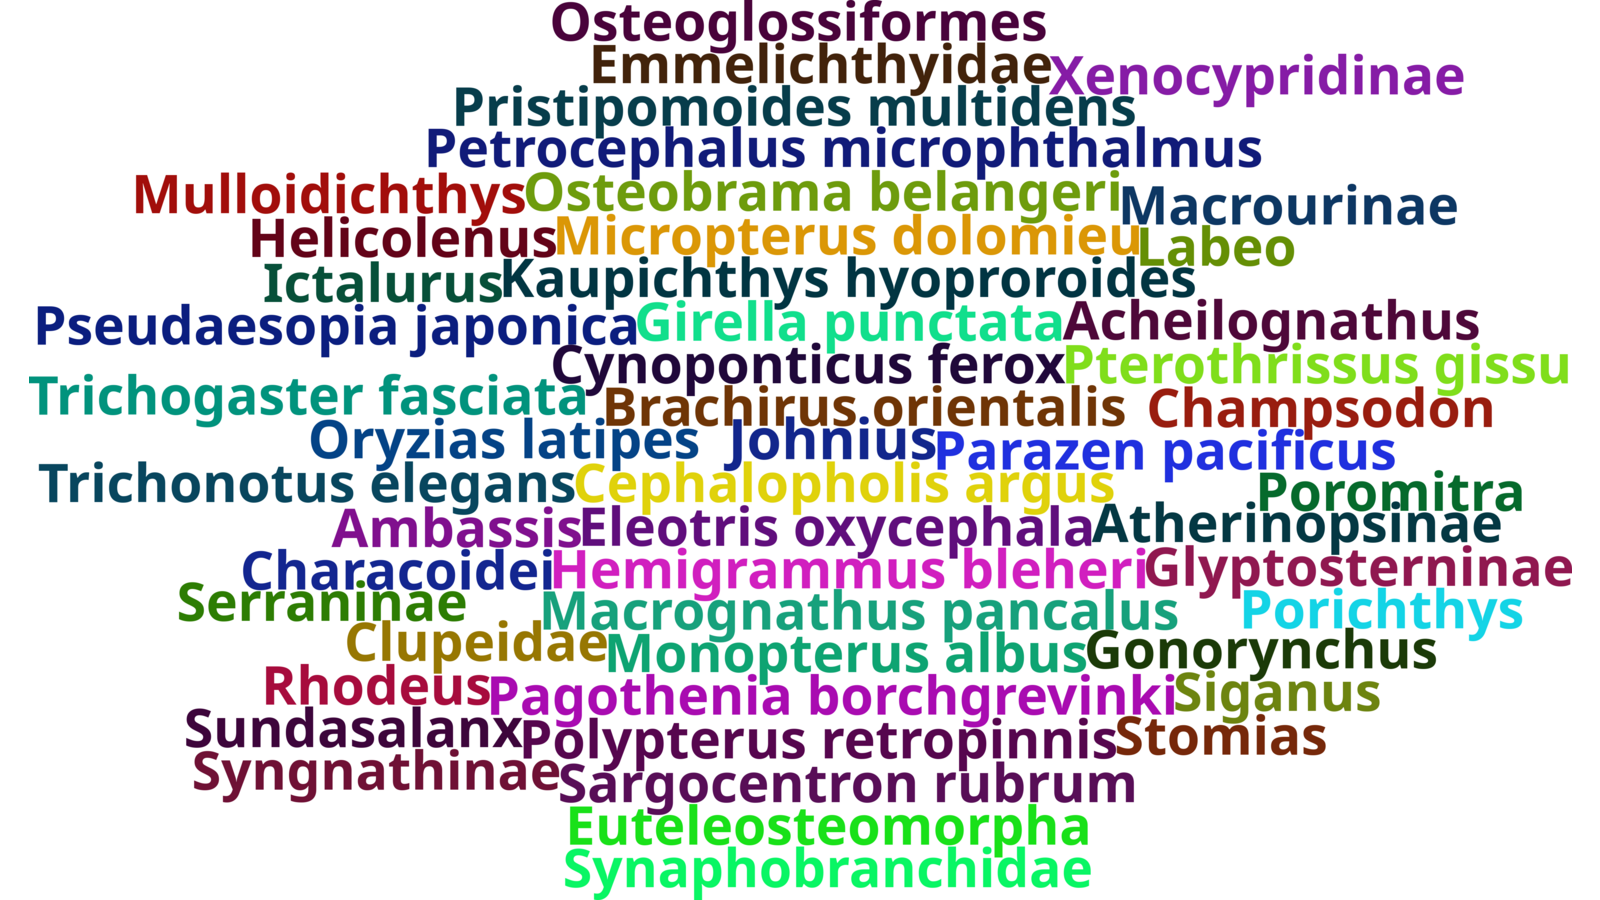 Osteoglossiformes
Emmelichthyidae
Xenocypridinae
Pristipomoides multidens
Petrocephalus microphthalmus
Mulloidichthys
Osteobrama belangeri
Macrourinae
Helicolenus
Micropterus dolomieu
Labeo
Ictalurus
Kaupichthys hyoproroides
Pseudaesopia japonica
Girella punctata
Acheilognathus
Cynoponticus ferox
Pterothrissus gissu
Trichogaster fasciata
Brachirus orientalis
Champsodon
Oryzias latipes
Johnius
Parazen pacificus
Trichonotus elegans
Cephalopholis argus
Poromitra
Ambassis
Eleotris oxycephala
Atherinopsinae
Characoidei
Hemigrammus bleheri
Glyptosterninae
Serraninae
Macrognathus pancalus
Porichthys
Clupeidae
Monopterus albus
Gonorynchus
Rhodeus
Pagothenia borchgrevinki
Siganus
Sundasalanx
Polypterus retropinnis
Stomias
Syngnathinae
Sargocentron rubrum
Euteleosteomorpha
Synaphobranchidae